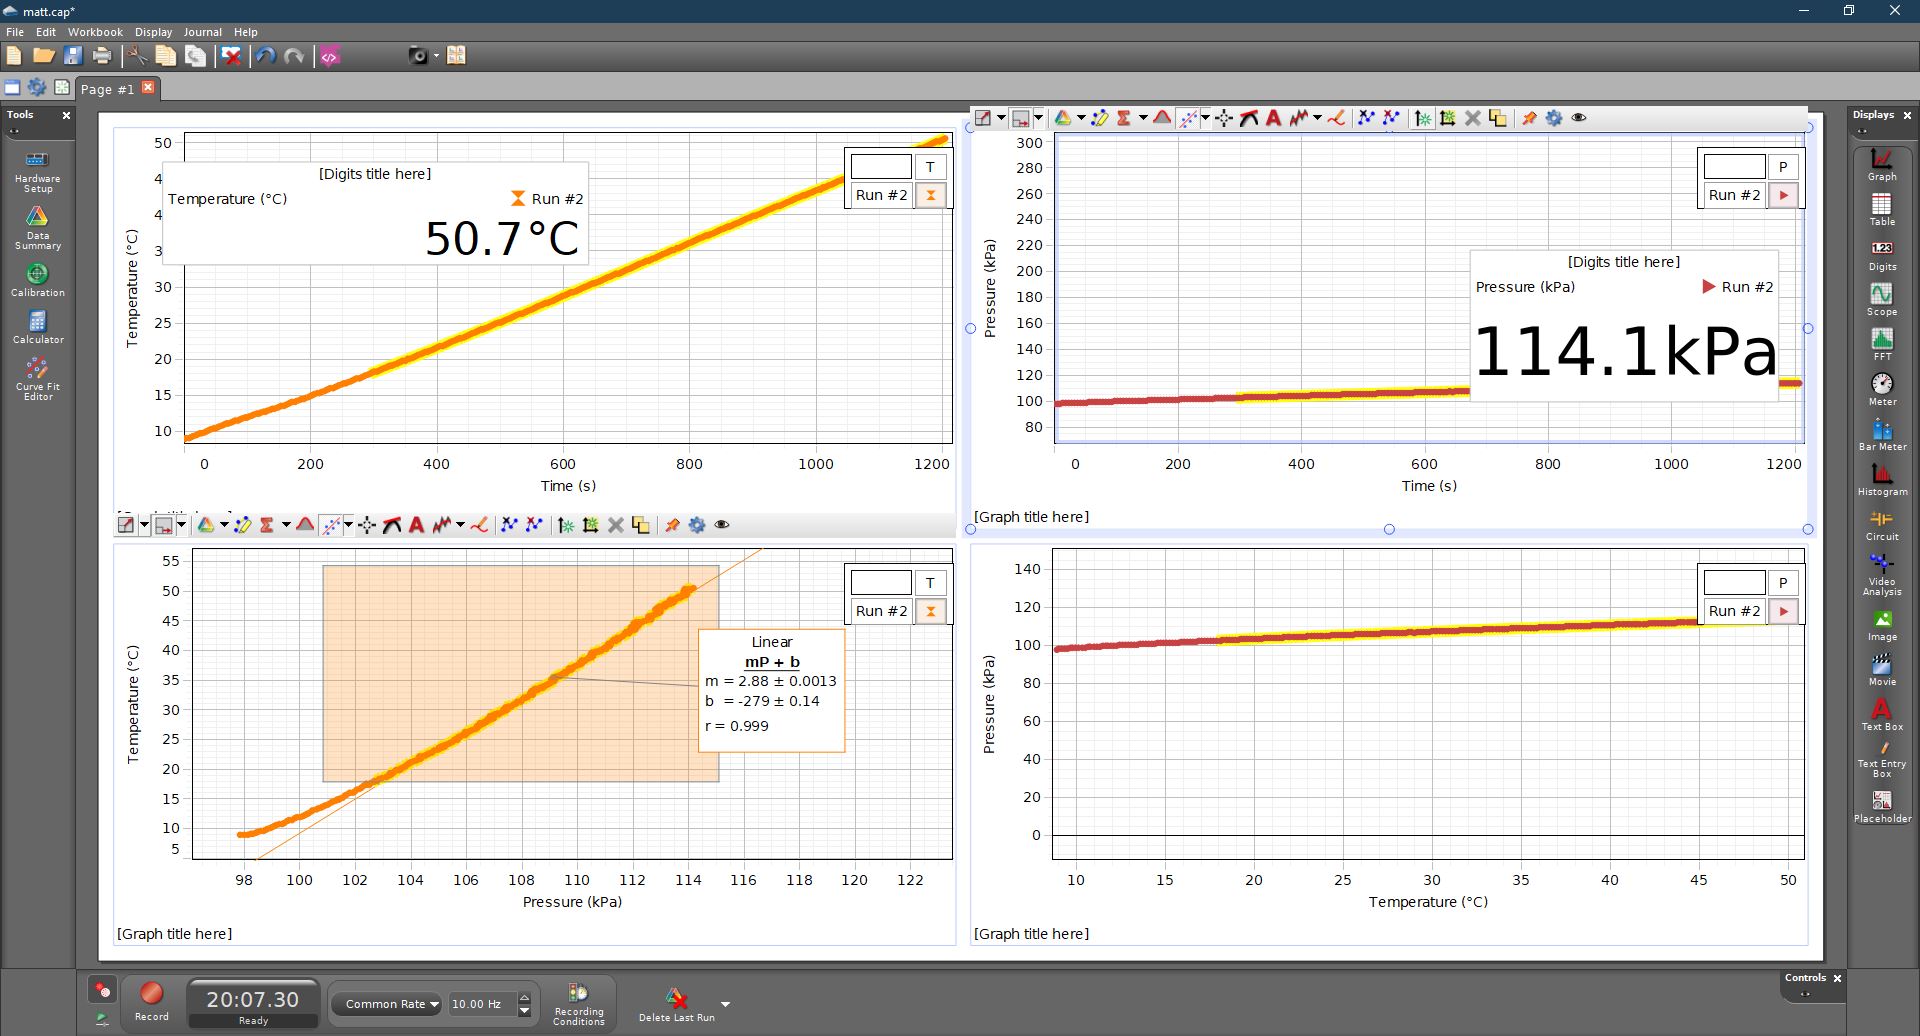 matt.cap*
File Edit Workbook Display Journal Help
Page #1
Tools
Hardware Setup
Data Summary
Calibration
Calculator
Curve Fit Editor
Temperature (°C)
50
4
4
3
30
25
20
15
10
0 200 400 600 800 1000 1200
Time (s)
[Digits title here]
Temperature (°C) Run #2
50.7°C
T
Run #2
Pressure (kPa)
300
280
260
240
220
200
180
160
140
120
100
80
0 200 400 600 800 1000 1200
Time (s)
[Graph title here]
[Digits title here]
Pressure (kPa) Run #2
114.1kPa
P
Run #2
Temperature (°C)
55
50
45
40
35
30
25
20
15
10
5
98 100 102 104 106 108 110 112 114 116 118 120 122
Pressure (kPa)
[Graph title here]
T
Run #2
Linear
mP + b
m = 2.88 ± 0.0013
b = -279 ± 0.14
r = 0.999
Pressure (kPa)
140
120
100
80
60
40
20
0
10 15 20 25 30 35 40 45 50
Temperature (°C)
[Graph title here]
P
Run #2
Displays
Graph
Table
1.23
Digits
Scope
FFT
Meter
Bar Meter
Histogram
Circuit
Video Analysis
Image
Movie
Text Box
Text Entry Box
Placeholder
Record
20:07.30
Ready
Common Rate
10.00 Hz
Recording Conditions
Delete Last Run
Controls